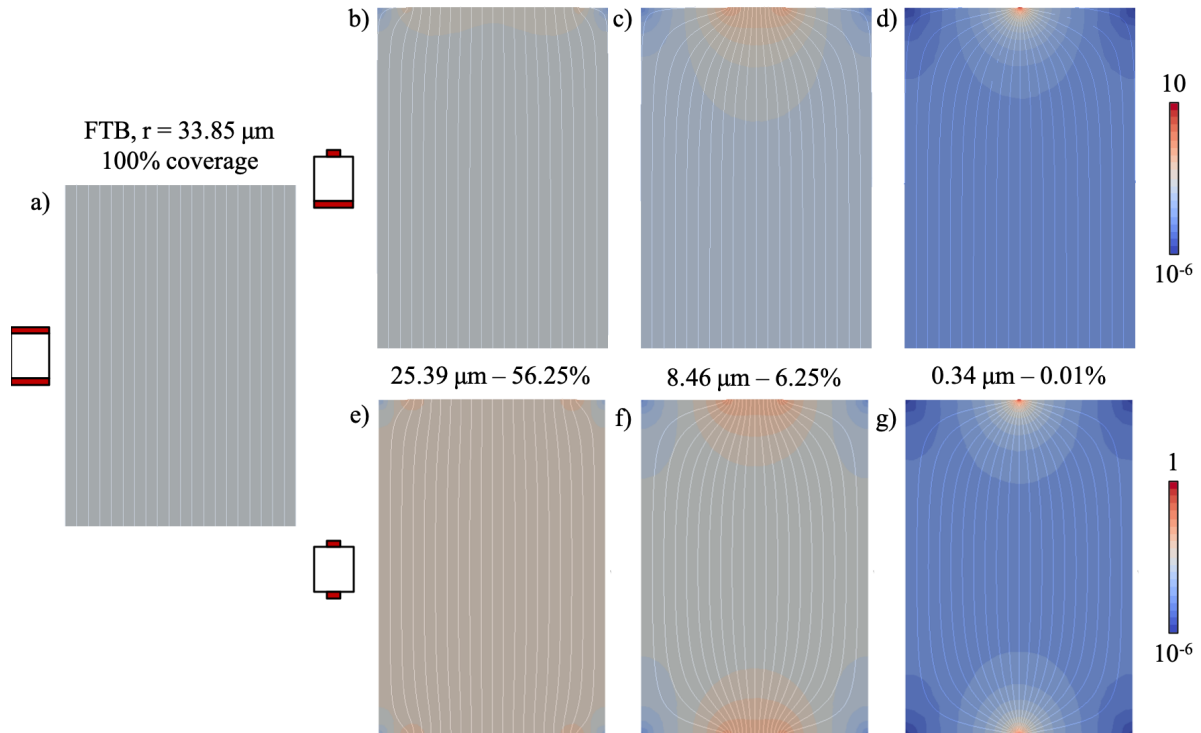 b)
c)
d)
10
10-6
FTB, r = 33.85 μm
100% coverage
a)
25.39 μm – 56.25%
8.46 μm – 6.25%
0.34 μm – 0.01%
e)
f)
g)
1
10-6